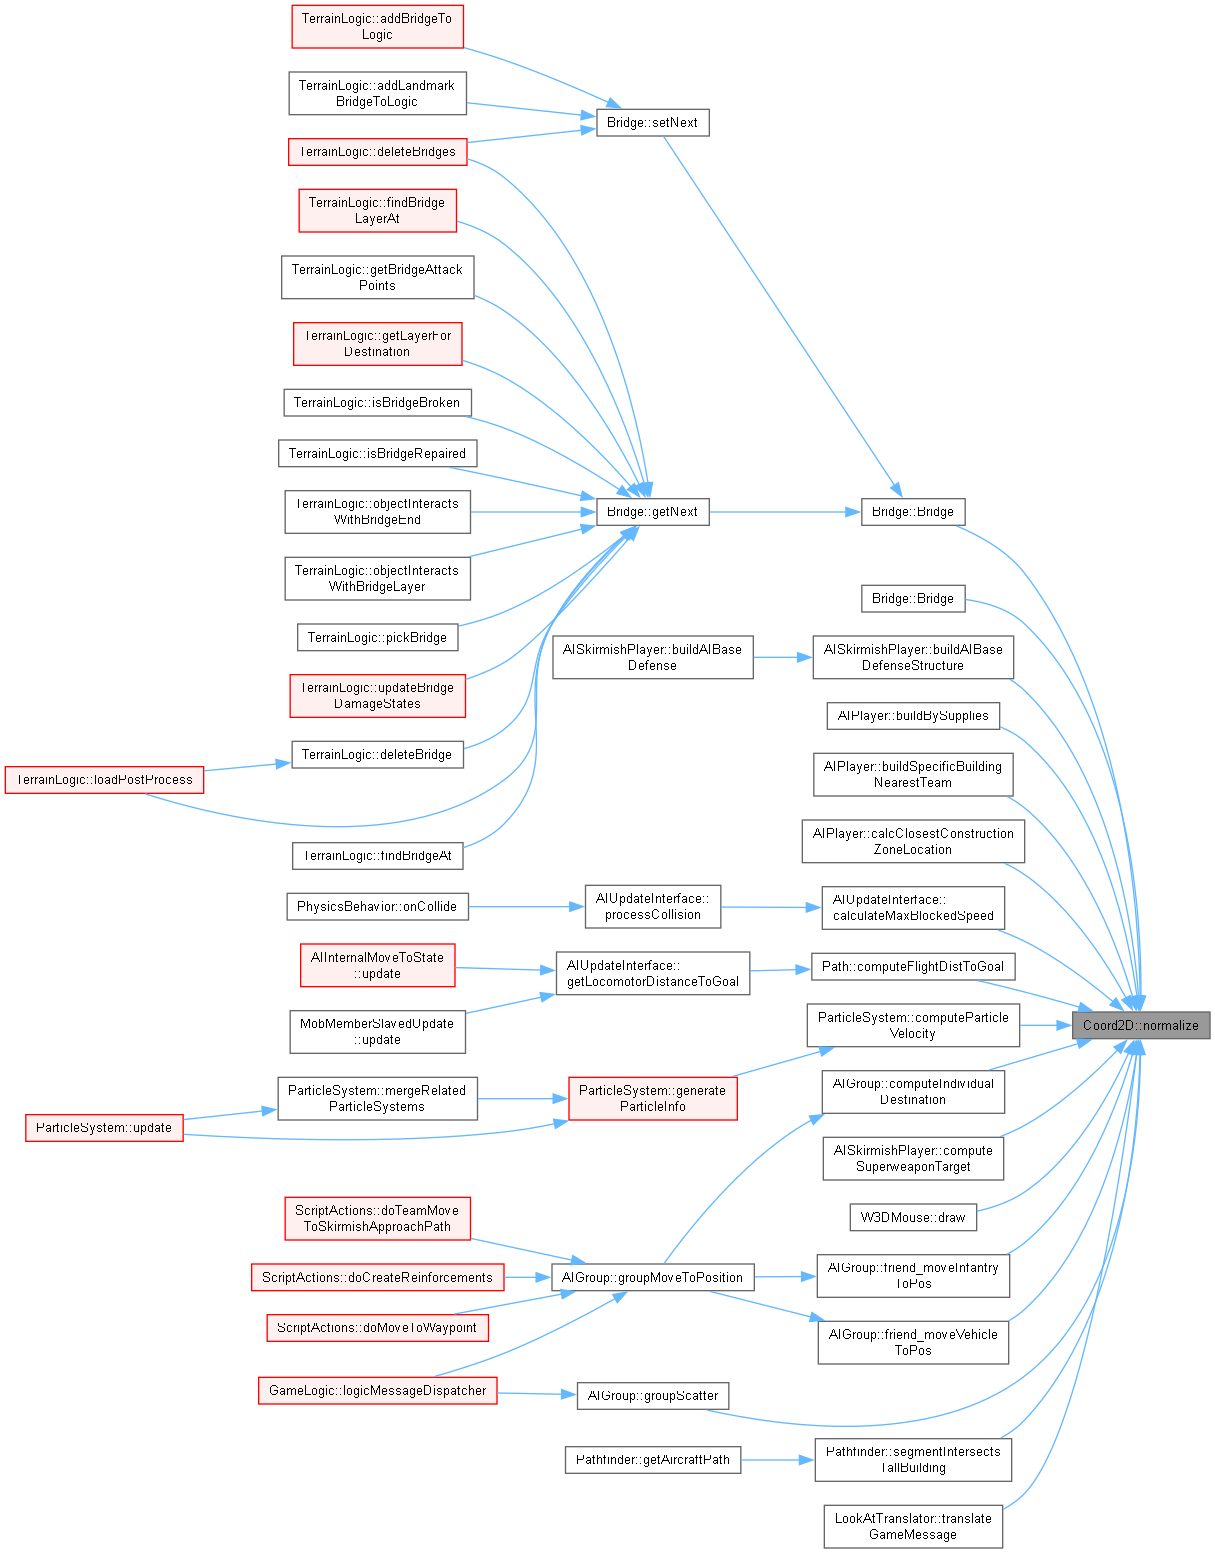 TerrainLogic::addBridgeTo
Logic
TerrainLogic::addLandmark
BridgeToLogic
Bridge::setNext
TerrainLogic::deleteBridges
TerrainLogic::findBridge
LayerAt
TerrainLogic::getBridgeAttack
Points
TerrainLogic::getLayerFor
Destination
TerrainLogic::isBridgeBroken
TerrainLogic::isBridgeRepaired
TerrainLogic::objectInteracts
WithBridgeEnd
Bridge::getNext
Bridge::Bridge
TerrainLogic::objectInteracts
WithBridgeLayer
Bridge::Bridge
TerrainLogic::pickBridge
AISkirmishPlayer::buildAIBase
Defense
AISkirmishPlayer::buildAIBase
DefenseStructure
TerrainLogic::updateBridge
DamageStates
AIPlayer::buildBySupplies
TerrainLogic::deleteBridge
AIPlayer::buildSpecificBuilding
NearestTeam
TerrainLogic::loadPostProcess
AIPlayer::calcClosestConstruction
ZoneLocation
TerrainLogic::findBridgeAt
PhysicsBehavior::onCollide
AIUpdateInterface::
processCollision
AIUpdateInterface::
calculateMaxBlockedSpeed
AIInternalMoveToState
::update
AIUpdateInterface::
getLocomotorDistanceToGoal
Path::computeFlightDistToGoal
MobMemberSlavedUpdate
::update
ParticleSystem::computeParticle
Velocity
Coord2D::normalize
ParticleSystem::mergeRelated
ParticleSystems
ParticleSystem::generate
ParticleInfo
AIGroup::computeIndividual
Destination
ParticleSystem::update
AISkirmishPlayer::compute
SuperweaponTarget
ScriptActions::doTeamMove
ToSkirmishApproachPath
W3DMouse::draw
ScriptActions::doCreateReinforcements
AIGroup::groupMoveToPosition
AIGroup::friend_moveInfantry
ToPos
ScriptActions::doMoveToWaypoint
AIGroup::friend_moveVehicle
ToPos
GameLogic::logicMessageDispatcher
AIGroup::groupScatter
Pathfinder::getAircraftPath
Pathfinder::segmentIntersects
TallBuilding
LookAtTranslator::translate
GameMessage